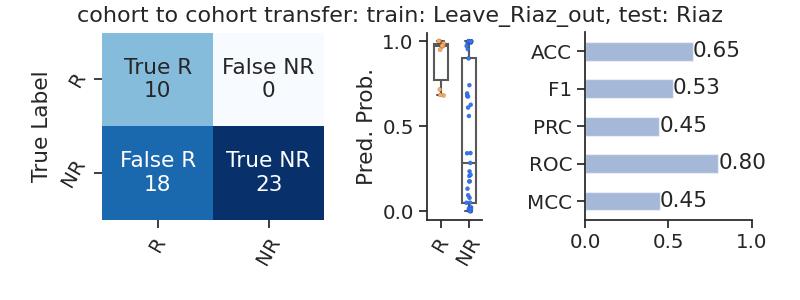 cohort to cohort transfer: train: Leave_Riaz_out, test: Riaz
True Label
R
NR
True R
10
False NR
0
False R
18
True NR
23
R
NR
Pred. Prob.
1.0
0.5
0.0
R
NR
ACC
F1
PRC
ROC
MCC
0.65
0.53
0.45
0.80
0.45
0.0
0.5
1.0